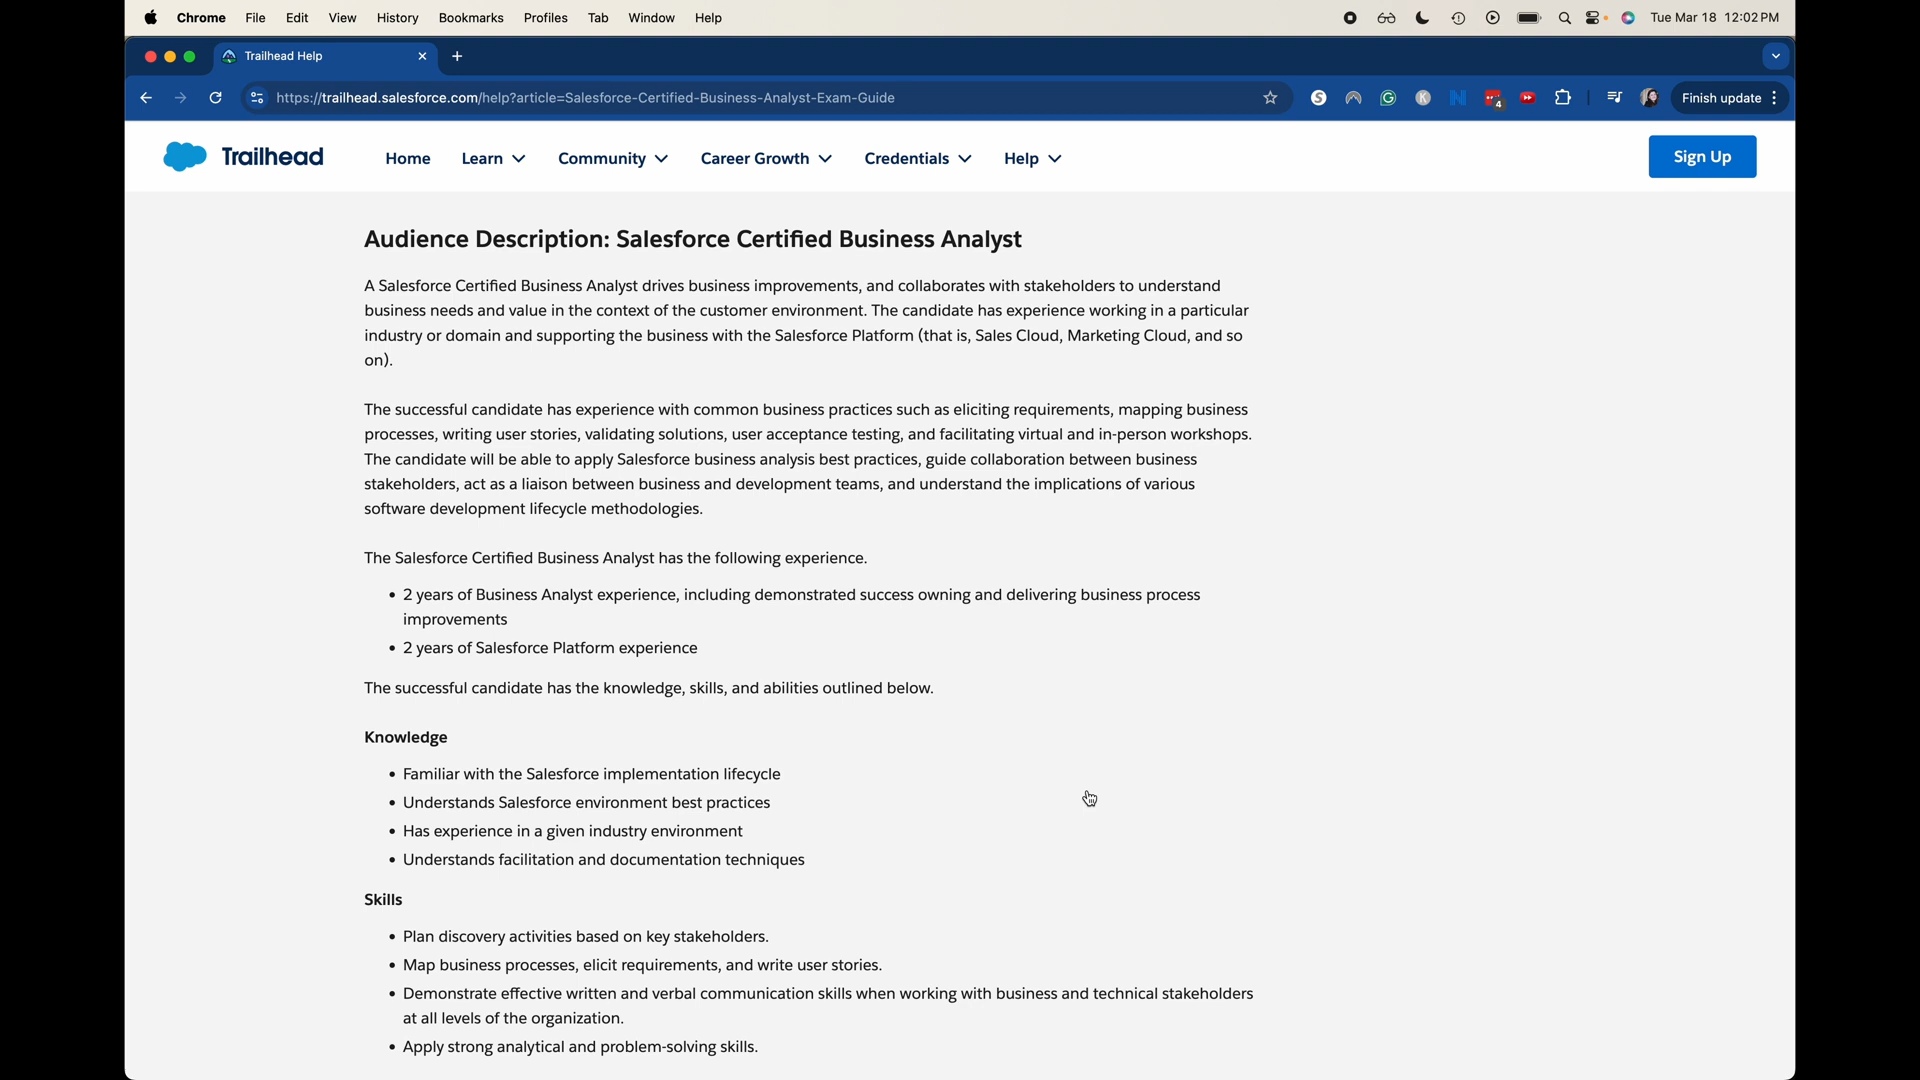 Chrome File Edit View History Bookmarks Profiles Tab Window Help Tue Mar 18 12:02 PM
Trailhead Help
https://trailhead.salesforce.com/help?article=Salesforce-Certified-Business-Analyst-Exam-Guide 4 Finish update
Trailhead Home Learn Community Career Growth Credentials Help Sign Up
Audience Description: Salesforce Certified Business Analyst
A Salesforce Certified Business Analyst drives business improvements, and collaborates with stakeholders to understand
business needs and value in the context of the customer environment. The candidate has experience working in a particular
industry or domain and supporting the business with the Salesforce Platform (that is, Sales Cloud, Marketing Cloud, and so
on).
The successful candidate has experience with common business practices such as eliciting requirements, mapping business
processes, writing user stories, validating solutions, user acceptance testing, and facilitating virtual and in-person workshops.
The candidate will be able to apply Salesforce business analysis best practices, guide collaboration between business
stakeholders, act as a liaison between business and development teams, and understand the implications of various
software development lifecycle methodologies.
The Salesforce Certified Business Analyst has the following experience.
• 2 years of Business Analyst experience, including demonstrated success owning and delivering business process
improvements
• 2 years of Salesforce Platform experience
The successful candidate has the knowledge, skills, and abilities outlined below.
Knowledge
• Familiar with the Salesforce implementation lifecycle
• Understands Salesforce environment best practices
• Has experience in a given industry environment
• Understands facilitation and documentation techniques
Skills
• Plan discovery activities based on key stakeholders.
• Map business processes, elicit requirements, and write user stories.
• Demonstrate effective written and verbal communication skills when working with business and technical stakeholders
at all levels of the organization.
• Apply strong analytical and problem-solving skills.